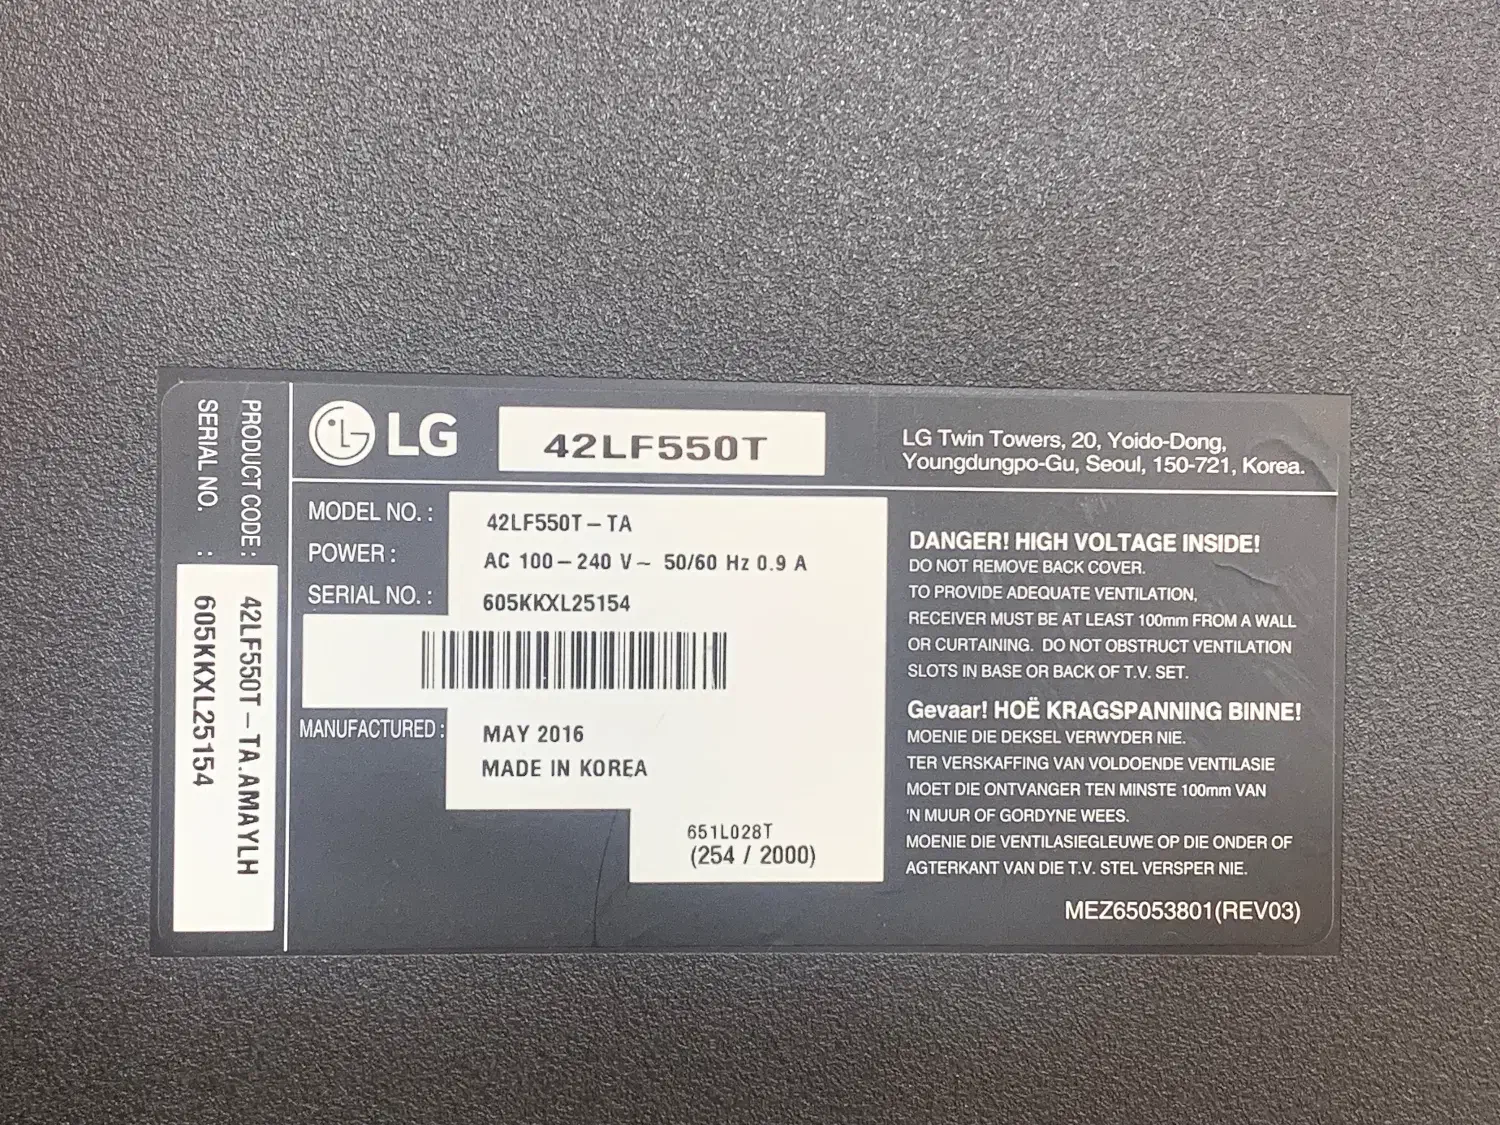 PRODUCT CODE : 42LF550T-TA.AMAYLH
SERIAL NO. : 605KKXL25154
LG
42LF550T
LG Twin Towers, 20, Yoido-Dong,
Youngdungpo-Gu, Seoul, 150-721, Korea.
MODEL NO. : 42LF550T-TA
POWER : AC 100-240 V~ 50/60 Hz 0.9 A
SERIAL NO. : 605KKXL25154
MANUFACTURED : MAY 2016
MADE IN KOREA
651L028T
(254 / 2000)
DANGER! HIGH VOLTAGE INSIDE!
DO NOT REMOVE BACK COVER.
TO PROVIDE ADEQUATE VENTILATION,
RECEIVER MUST BE AT LEAST 100mm FROM A WALL
OR CURTAINING. DO NOT OBSTRUCT VENTILATION
SLOTS IN BASE OR BACK OF T.V. SET.
Gevaar! HOË KRAGSPANNING BINNE!
MOENIE DIE DEKSEL VERWYDER NIE.
TER VERSKAFFING VAN VOLDOENDE VENTILASIE
MOET DIE ONTVANGER TEN MINSTE 100mm VAN
'N MUUR OF GORDYNE WEES.
MOENIE DIE VENTILASIEGLEUWE OP DIE ONDER OF
AGTERKANT VAN DIE T.V. STEL VERSPER NIE.
MEZ65053801(REV03)